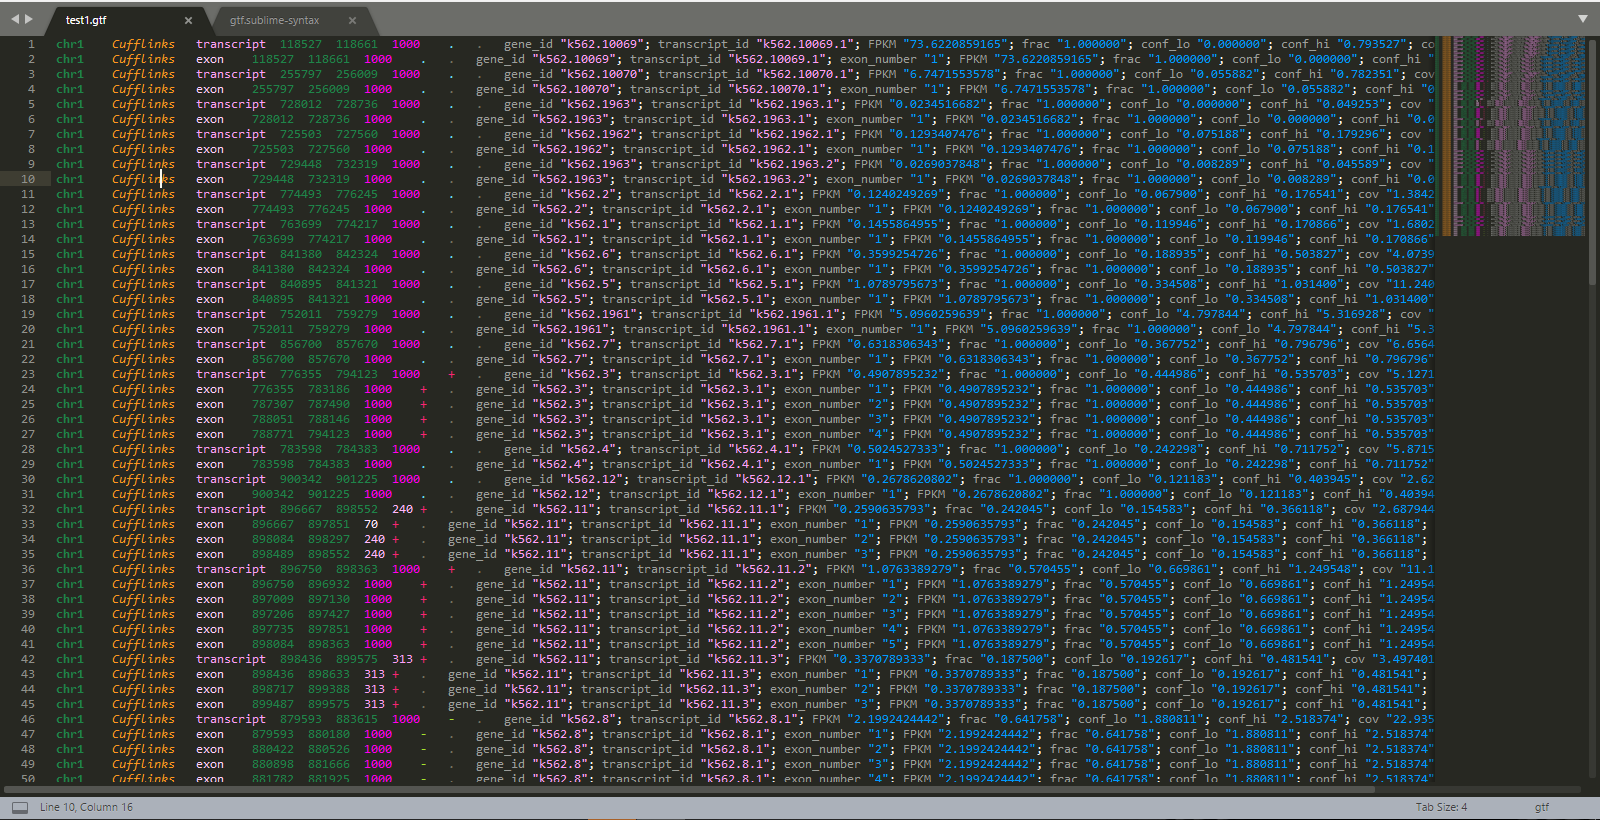 test1.gtf × gtf.sublime-syntax ×
1 chr1 Cufflinks transcript 118527 118661 1000 . . gene_id "k562.10069"; transcript_id "k562.10069.1"; FPKM "73.6220859165"; frac "1.000000"; conf_lo "0.000000"; conf_hi "0.793527"; co
2 chr1 Cufflinks exon 118527 118661 1000 . . gene_id "k562.10069"; transcript_id "k562.10069.1"; exon_number "1"; FPKM "73.6220859165"; frac "1.000000"; conf_lo "0.000000"; conf_hi "
3 chr1 Cufflinks transcript 255797 256009 1000 . . gene_id "k562.10070"; transcript_id "k562.10070.1"; FPKM "6.7471553578"; frac "1.000000"; conf_lo "0.055882"; conf_hi "0.782351"; cov
4 chr1 Cufflinks exon 255797 256009 1000 . . gene_id "k562.10070"; transcript_id "k562.10070.1"; exon_number "1"; FPKM "6.7471553578"; frac "1.000000"; conf_lo "0.055882"; conf_hi "0
5 chr1 Cufflinks transcript 728012 728736 1000 . . gene_id "k562.1963"; transcript_id "k562.1963.1"; FPKM "0.0234516682"; frac "1.000000"; conf_lo "0.000000"; conf_hi "0.049253"; cov "
6 chr1 Cufflinks exon 728012 728736 1000 . . gene_id "k562.1963"; transcript_id "k562.1963.1"; exon_number "1"; FPKM "0.0234516682"; frac "1.000000"; conf_lo "0.000000"; conf_hi "0.0
7 chr1 Cufflinks transcript 725503 727560 1000 . . gene_id "k562.1962"; transcript_id "k562.1962.1"; FPKM "0.1293407476"; frac "1.000000"; conf_lo "0.075188"; conf_hi "0.179296"; cov "
8 chr1 Cufflinks exon 725503 727560 1000 . . gene_id "k562.1962"; transcript_id "k562.1962.1"; exon_number "1"; FPKM "0.1293407476"; frac "1.000000"; conf_lo "0.075188"; conf_hi "0.1
9 chr1 Cufflinks transcript 729448 732319 1000 . . gene_id "k562.1963"; transcript_id "k562.1963.2"; FPKM "0.0269037848"; frac "1.000000"; conf_lo "0.008289"; conf_hi "0.045589"; cov "
10 chr1 Cufflinks exon 729448 732319 1000 . . gene_id "k562.1963"; transcript_id "k562.1963.2"; exon_number "1"; FPKM "0.0269037848"; frac "1.000000"; conf_lo "0.008289"; conf_hi "0.0
11 chr1 Cufflinks transcript 774493 776245 1000 . . gene_id "k562.2"; transcript_id "k562.2.1"; FPKM "0.1240249269"; frac "1.000000"; conf_lo "0.067900"; conf_hi "0.176541"; cov "1.3842
12 chr1 Cufflinks exon 774493 776245 1000 . . gene_id "k562.2"; transcript_id "k562.2.1"; exon_number "1"; FPKM "0.1240249269"; frac "1.000000"; conf_lo "0.067900"; conf_hi "0.176541"
13 chr1 Cufflinks transcript 763699 774217 1000 . . gene_id "k562.1"; transcript_id "k562.1.1"; FPKM "0.1455864955"; frac "1.000000"; conf_lo "0.119946"; conf_hi "0.170866"; cov "1.6802
14 chr1 Cufflinks exon 763699 774217 1000 . . gene_id "k562.1"; transcript_id "k562.1.1"; exon_number "1"; FPKM "0.1455864955"; frac "1.000000"; conf_lo "0.119946"; conf_hi "0.170866"
15 chr1 Cufflinks transcript 841380 842324 1000 . . gene_id "k562.6"; transcript_id "k562.6.1"; FPKM "0.3599254726"; frac "1.000000"; conf_lo "0.188935"; conf_hi "0.503827"; cov "4.0739
16 chr1 Cufflinks exon 841380 842324 1000 . . gene_id "k562.6"; transcript_id "k562.6.1"; exon_number "1"; FPKM "0.3599254726"; frac "1.000000"; conf_lo "0.188935"; conf_hi "0.503827"
17 chr1 Cufflinks transcript 840895 841321 1000 . . gene_id "k562.5"; transcript_id "k562.5.1"; FPKM "1.0789795673"; frac "1.000000"; conf_lo "0.334508"; conf_hi "1.031400"; cov "11.240
18 chr1 Cufflinks exon 840895 841321 1000 . . gene_id "k562.5"; transcript_id "k562.5.1"; exon_number "1"; FPKM "1.0789795673"; frac "1.000000"; conf_lo "0.334508"; conf_hi "1.031400"
19 chr1 Cufflinks transcript 752011 759279 1000 . . gene_id "k562.1961"; transcript_id "k562.1961.1"; FPKM "5.0960259639"; frac "1.000000"; conf_lo "4.797844"; conf_hi "5.316928"; cov "
20 chr1 Cufflinks exon 752011 759279 1000 . . gene_id "k562.1961"; transcript_id "k562.1961.1"; exon_number "1"; FPKM "5.0960259639"; frac "1.000000"; conf_lo "4.797844"; conf_hi "5.3
21 chr1 Cufflinks transcript 856700 857670 1000 . . gene_id "k562.7"; transcript_id "k562.7.1"; FPKM "0.6318306343"; frac "1.000000"; conf_lo "0.367752"; conf_hi "0.796796"; cov "6.6564
22 chr1 Cufflinks exon 856700 857670 1000 . . gene_id "k562.7"; transcript_id "k562.7.1"; exon_number "1"; FPKM "0.6318306343"; frac "1.000000"; conf_lo "0.367752"; conf_hi "0.796796"
23 chr1 Cufflinks transcript 776355 794123 1000 + . gene_id "k562.3"; transcript_id "k562.3.1"; FPKM "0.4907895232"; frac "1.000000"; conf_lo "0.444986"; conf_hi "0.535703"; cov "5.1271
24 chr1 Cufflinks exon 776355 783186 1000 + . gene_id "k562.3"; transcript_id "k562.3.1"; exon_number "1"; FPKM "0.4907895232"; frac "1.000000"; conf_lo "0.444986"; conf_hi "0.535703"
25 chr1 Cufflinks exon 787307 787490 1000 + . gene_id "k562.3"; transcript_id "k562.3.1"; exon_number "2"; FPKM "0.4907895232"; frac "1.000000"; conf_lo "0.444986"; conf_hi "0.535703"
26 chr1 Cufflinks exon 788051 788146 1000 + . gene_id "k562.3"; transcript_id "k562.3.1"; exon_number "3"; FPKM "0.4907895232"; frac "1.000000"; conf_lo "0.444986"; conf_hi "0.535703"
27 chr1 Cufflinks exon 788771 794123 1000 + . gene_id "k562.3"; transcript_id "k562.3.1"; exon_number "4"; FPKM "0.4907895232"; frac "1.000000"; conf_lo "0.444986"; conf_hi "0.535703"
28 chr1 Cufflinks transcript 783598 784383 1000 . . gene_id "k562.4"; transcript_id "k562.4.1"; FPKM "0.5024527333"; frac "1.000000"; conf_lo "0.242298"; conf_hi "0.711752"; cov "5.8715
29 chr1 Cufflinks exon 783598 784383 1000 . . gene_id "k562.4"; transcript_id "k562.4.1"; exon_number "1"; FPKM "0.5024527333"; frac "1.000000"; conf_lo "0.242298"; conf_hi "0.711752"
30 chr1 Cufflinks transcript 900342 901225 1000 . . gene_id "k562.12"; transcript_id "k562.12.1"; FPKM "0.2678620802"; frac "1.000000"; conf_lo "0.121183"; conf_hi "0.403945"; cov "2.62
31 chr1 Cufflinks exon 900342 901225 1000 . . gene_id "k562.12"; transcript_id "k562.12.1"; exon_number "1"; FPKM "0.2678620802"; frac "1.000000"; conf_lo "0.121183"; conf_hi "0.40394
32 chr1 Cufflinks transcript 896667 898552 240 + . gene_id "k562.11"; transcript_id "k562.11.1"; FPKM "0.2590635793"; frac "0.242045"; conf_lo "0.154583"; conf_hi "0.366118"; cov "2.687944
33 chr1 Cufflinks exon 896667 897851 70 + . gene_id "k562.11"; transcript_id "k562.11.1"; exon_number "1"; FPKM "0.2590635793"; frac "0.242045"; conf_lo "0.154583"; conf_hi "0.366118";
34 chr1 Cufflinks exon 898084 898297 240 + . gene_id "k562.11"; transcript_id "k562.11.1"; exon_number "2"; FPKM "0.2590635793"; frac "0.242045"; conf_lo "0.154583"; conf_hi "0.366118";
35 chr1 Cufflinks exon 898489 898552 240 + . gene_id "k562.11"; transcript_id "k562.11.1"; exon_number "3"; FPKM "0.2590635793"; frac "0.242045"; conf_lo "0.154583"; conf_hi "0.366118";
36 chr1 Cufflinks transcript 896750 898363 1000 + . gene_id "k562.11"; transcript_id "k562.11.2"; FPKM "1.0763389279"; frac "0.570455"; conf_lo "0.669861"; conf_hi "1.249548"; cov "11.1
37 chr1 Cufflinks exon 896750 896932 1000 + . gene_id "k562.11"; transcript_id "k562.11.2"; exon_number "1"; FPKM "1.0763389279"; frac "0.570455"; conf_lo "0.669861"; conf_hi "1.24954
38 chr1 Cufflinks exon 897009 897130 1000 + . gene_id "k562.11"; transcript_id "k562.11.2"; exon_number "2"; FPKM "1.0763389279"; frac "0.570455"; conf_lo "0.669861"; conf_hi "1.24954
39 chr1 Cufflinks exon 897206 897427 1000 + . gene_id "k562.11"; transcript_id "k562.11.2"; exon_number "3"; FPKM "1.0763389279"; frac "0.570455"; conf_lo "0.669861"; conf_hi "1.24954
40 chr1 Cufflinks exon 897735 897851 1000 + . gene_id "k562.11"; transcript_id "k562.11.2"; exon_number "4"; FPKM "1.0763389279"; frac "0.570455"; conf_lo "0.669861"; conf_hi "1.24954
41 chr1 Cufflinks exon 898084 898363 1000 + . gene_id "k562.11"; transcript_id "k562.11.2"; exon_number "5"; FPKM "1.0763389279"; frac "0.570455"; conf_lo "0.669861"; conf_hi "1.24954
42 chr1 Cufflinks transcript 898436 899575 313 + . gene_id "k562.11"; transcript_id "k562.11.3"; FPKM "0.3370789333"; frac "0.187500"; conf_lo "0.192617"; conf_hi "0.481541"; cov "3.497401
43 chr1 Cufflinks exon 898436 898633 313 + . gene_id "k562.11"; transcript_id "k562.11.3"; exon_number "1"; FPKM "0.3370789333"; frac "0.187500"; conf_lo "0.192617"; conf_hi "0.481541";
44 chr1 Cufflinks exon 898717 899388 313 + . gene_id "k562.11"; transcript_id "k562.11.3"; exon_number "2"; FPKM "0.3370789333"; frac "0.187500"; conf_lo "0.192617"; conf_hi "0.481541";
45 chr1 Cufflinks exon 899487 899575 313 + . gene_id "k562.11"; transcript_id "k562.11.3"; exon_number "3"; FPKM "0.3370789333"; frac "0.187500"; conf_lo "0.192617"; conf_hi "0.481541";
46 chr1 Cufflinks transcript 879593 883615 1000 - . gene_id "k562.8"; transcript_id "k562.8.1"; FPKM "2.1992424442"; frac "0.641758"; conf_lo "1.880811"; conf_hi "2.518374"; cov "22.935
47 chr1 Cufflinks exon 879593 880180 1000 - . gene_id "k562.8"; transcript_id "k562.8.1"; exon_number "1"; FPKM "2.1992424442"; frac "0.641758"; conf_lo "1.880811"; conf_hi "2.518374"
48 chr1 Cufflinks exon 880422 880526 1000 - . gene_id "k562.8"; transcript_id "k562.8.1"; exon_number "2"; FPKM "2.1992424442"; frac "0.641758"; conf_lo "1.880811"; conf_hi "2.518374"
49 chr1 Cufflinks exon 880898 881666 1000 - . gene_id "k562.8"; transcript_id "k562.8.1"; exon_number "3"; FPKM "2.1992424442"; frac "0.641758"; conf_lo "1.880811"; conf_hi "2.518374"
50 chr1 Cufflinks exon 881782 881925 1000 - . gene_id "k562.8"; transcript_id "k562.8.1"; exon_number "4"; FPKM "2.1992424442"; frac "0.641758"; conf_lo "1.880811"; conf_hi "2.518374"
Line 10, Column 16 Tab Size: 4 gtf